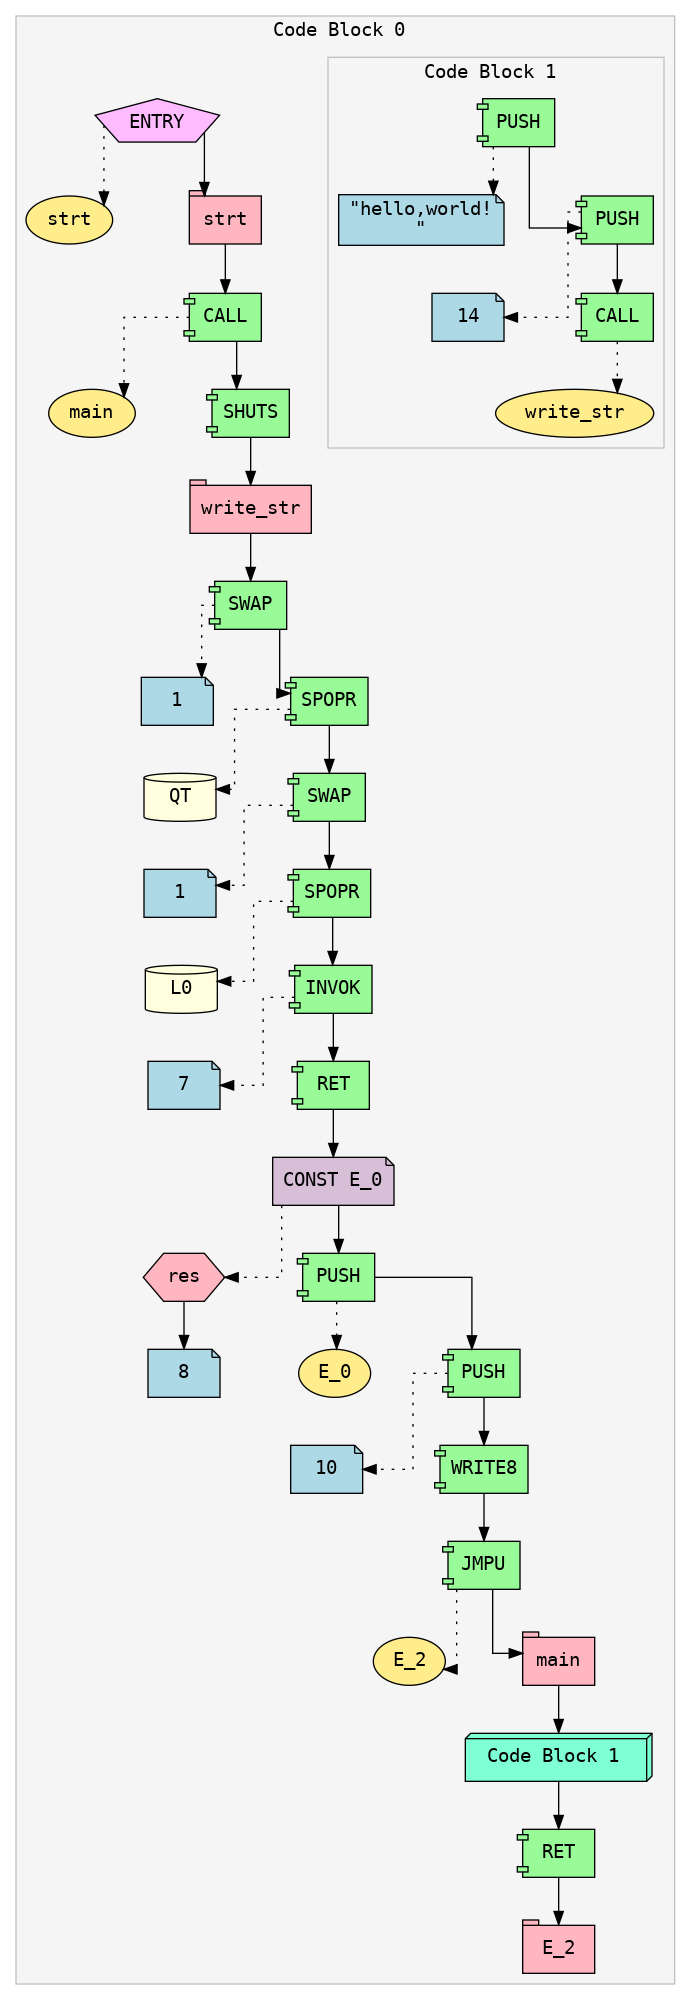 Code Block 0
Code Block 1
ENTRY
PUSH
strt
strt
"hello,world!
"
PUSH
CALL
14
CALL
main
SHUTS
write_str
write_str
SWAP
1
SPOPR
QT
SWAP
1
SPOPR
L0
INVOK
7
RET
CONST E_0
res
PUSH
8
E_0
PUSH
10
WRITE8
JMPU
E_2
main
Code Block 1
RET
E_2